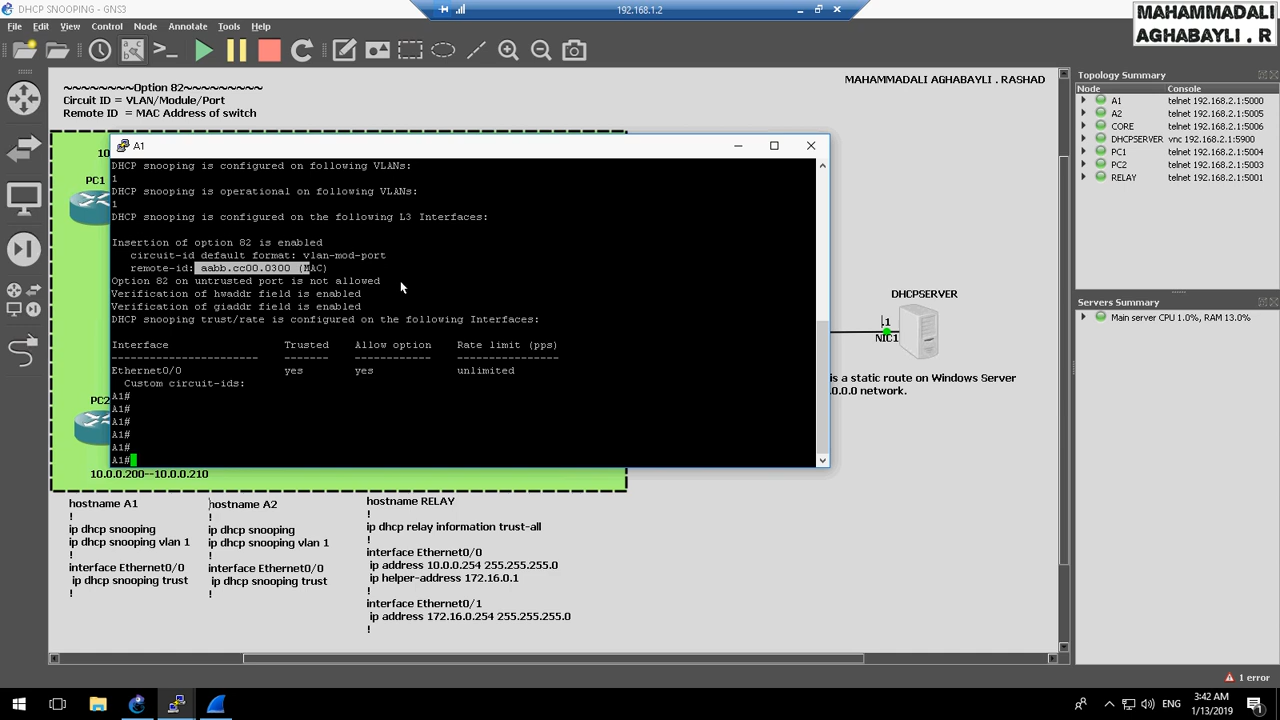 DHCP SNOOPING - GNS3
192.168.1.2
MAHAMMADALI
AGHABAYLI . R
File Edit View Control Node Annotate Tools Help
~~~~~~~~Option 82~~~~~~~~~
Circuit ID = VLAN/Module/Port
Remote ID = MAC Address of switch
MAHAMMADALI AGHABAYLI . RASHAD
Topology Summary
Node Console
A1 telnet 192.168.2.1:5000
A2 telnet 192.168.2.1:5002
CORE telnet 192.168.2.1:5006
DHCPSERVER vnc 192.168.2.1:5900
PC1 telnet 192.168.2.1:5004
PC2 telnet 192.168.2.1:5003
RELAY telnet 192.168.2.1:5001
A1
10
PC1
DHCP snooping is configured on following VLANs:
1
DHCP snooping is operational on following VLANs:
1
DHCP snooping is configured on the following L3 Interfaces:
Insertion of option 82 is enabled
circuit-id default format: vlan-mod-port
remote-id: aabb.cc00.0300 (MAC)
Option 82 on untrusted port is not allowed
Verification of hwaddr field is enabled
Verification of giaddr field is enabled
DHCP snooping trust/rate is configured on the following Interfaces:
Interface Trusted Allow option Rate limit (pps)
----------------------- ------- ------------ ----------------
Ethernet0/0 yes yes unlimited
Custom circuit-ids:
A1#
A1#
A1#
A1#
A1#
A1#
PC2
10.0.0.200--10.0.0.210
DHCPSERVER
.1
NIC1
is a static route on Windows Server
.0.0.0 network.
Servers Summary
Main server CPU 1.0%, RAM 13.0%
hostname A1
!
ip dhcp snooping
ip dhcp snooping vlan 1
!
interface Ethernet0/0
ip dhcp snooping trust
!
hostname A2
!
ip dhcp snooping
ip dhcp snooping vlan 1
!
interface Ethernet0/0
ip dhcp snooping trust
!
hostname RELAY
!
ip dhcp relay information trust-all
!
interface Ethernet0/0
ip address 10.0.0.254 255.255.255.0
ip helper-address 172.16.0.1
!
interface Ethernet0/1
ip address 172.16.0.254 255.255.255.0
!
1 error
ENG
3:42 AM
1/13/2019
1